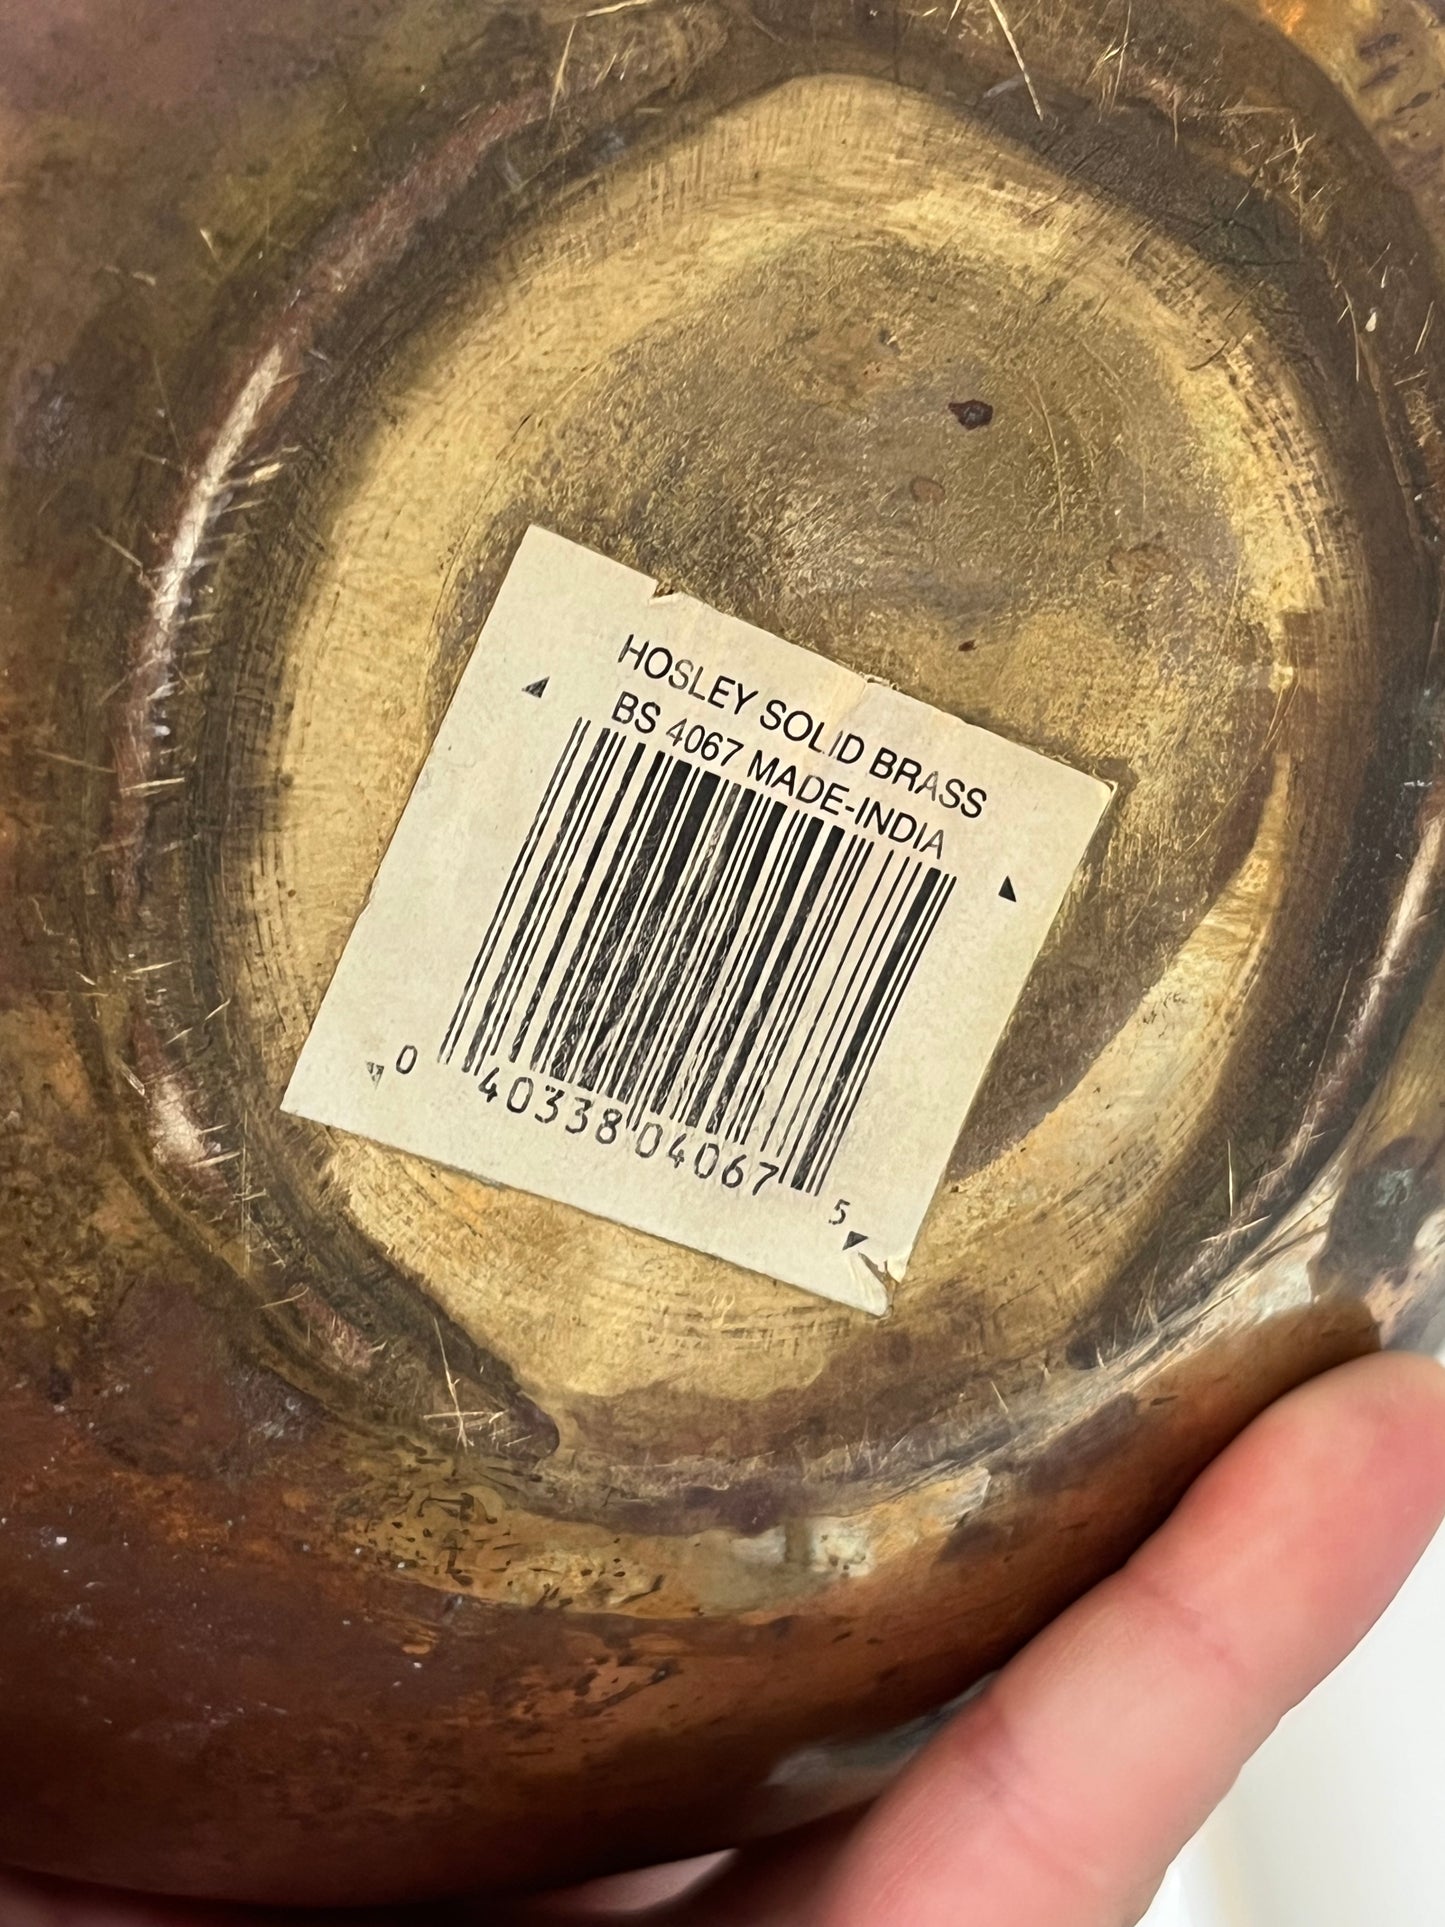 HOSLEY SOLID BRASS
BS 4067 MADE-INDIA
0 40338 04067 5